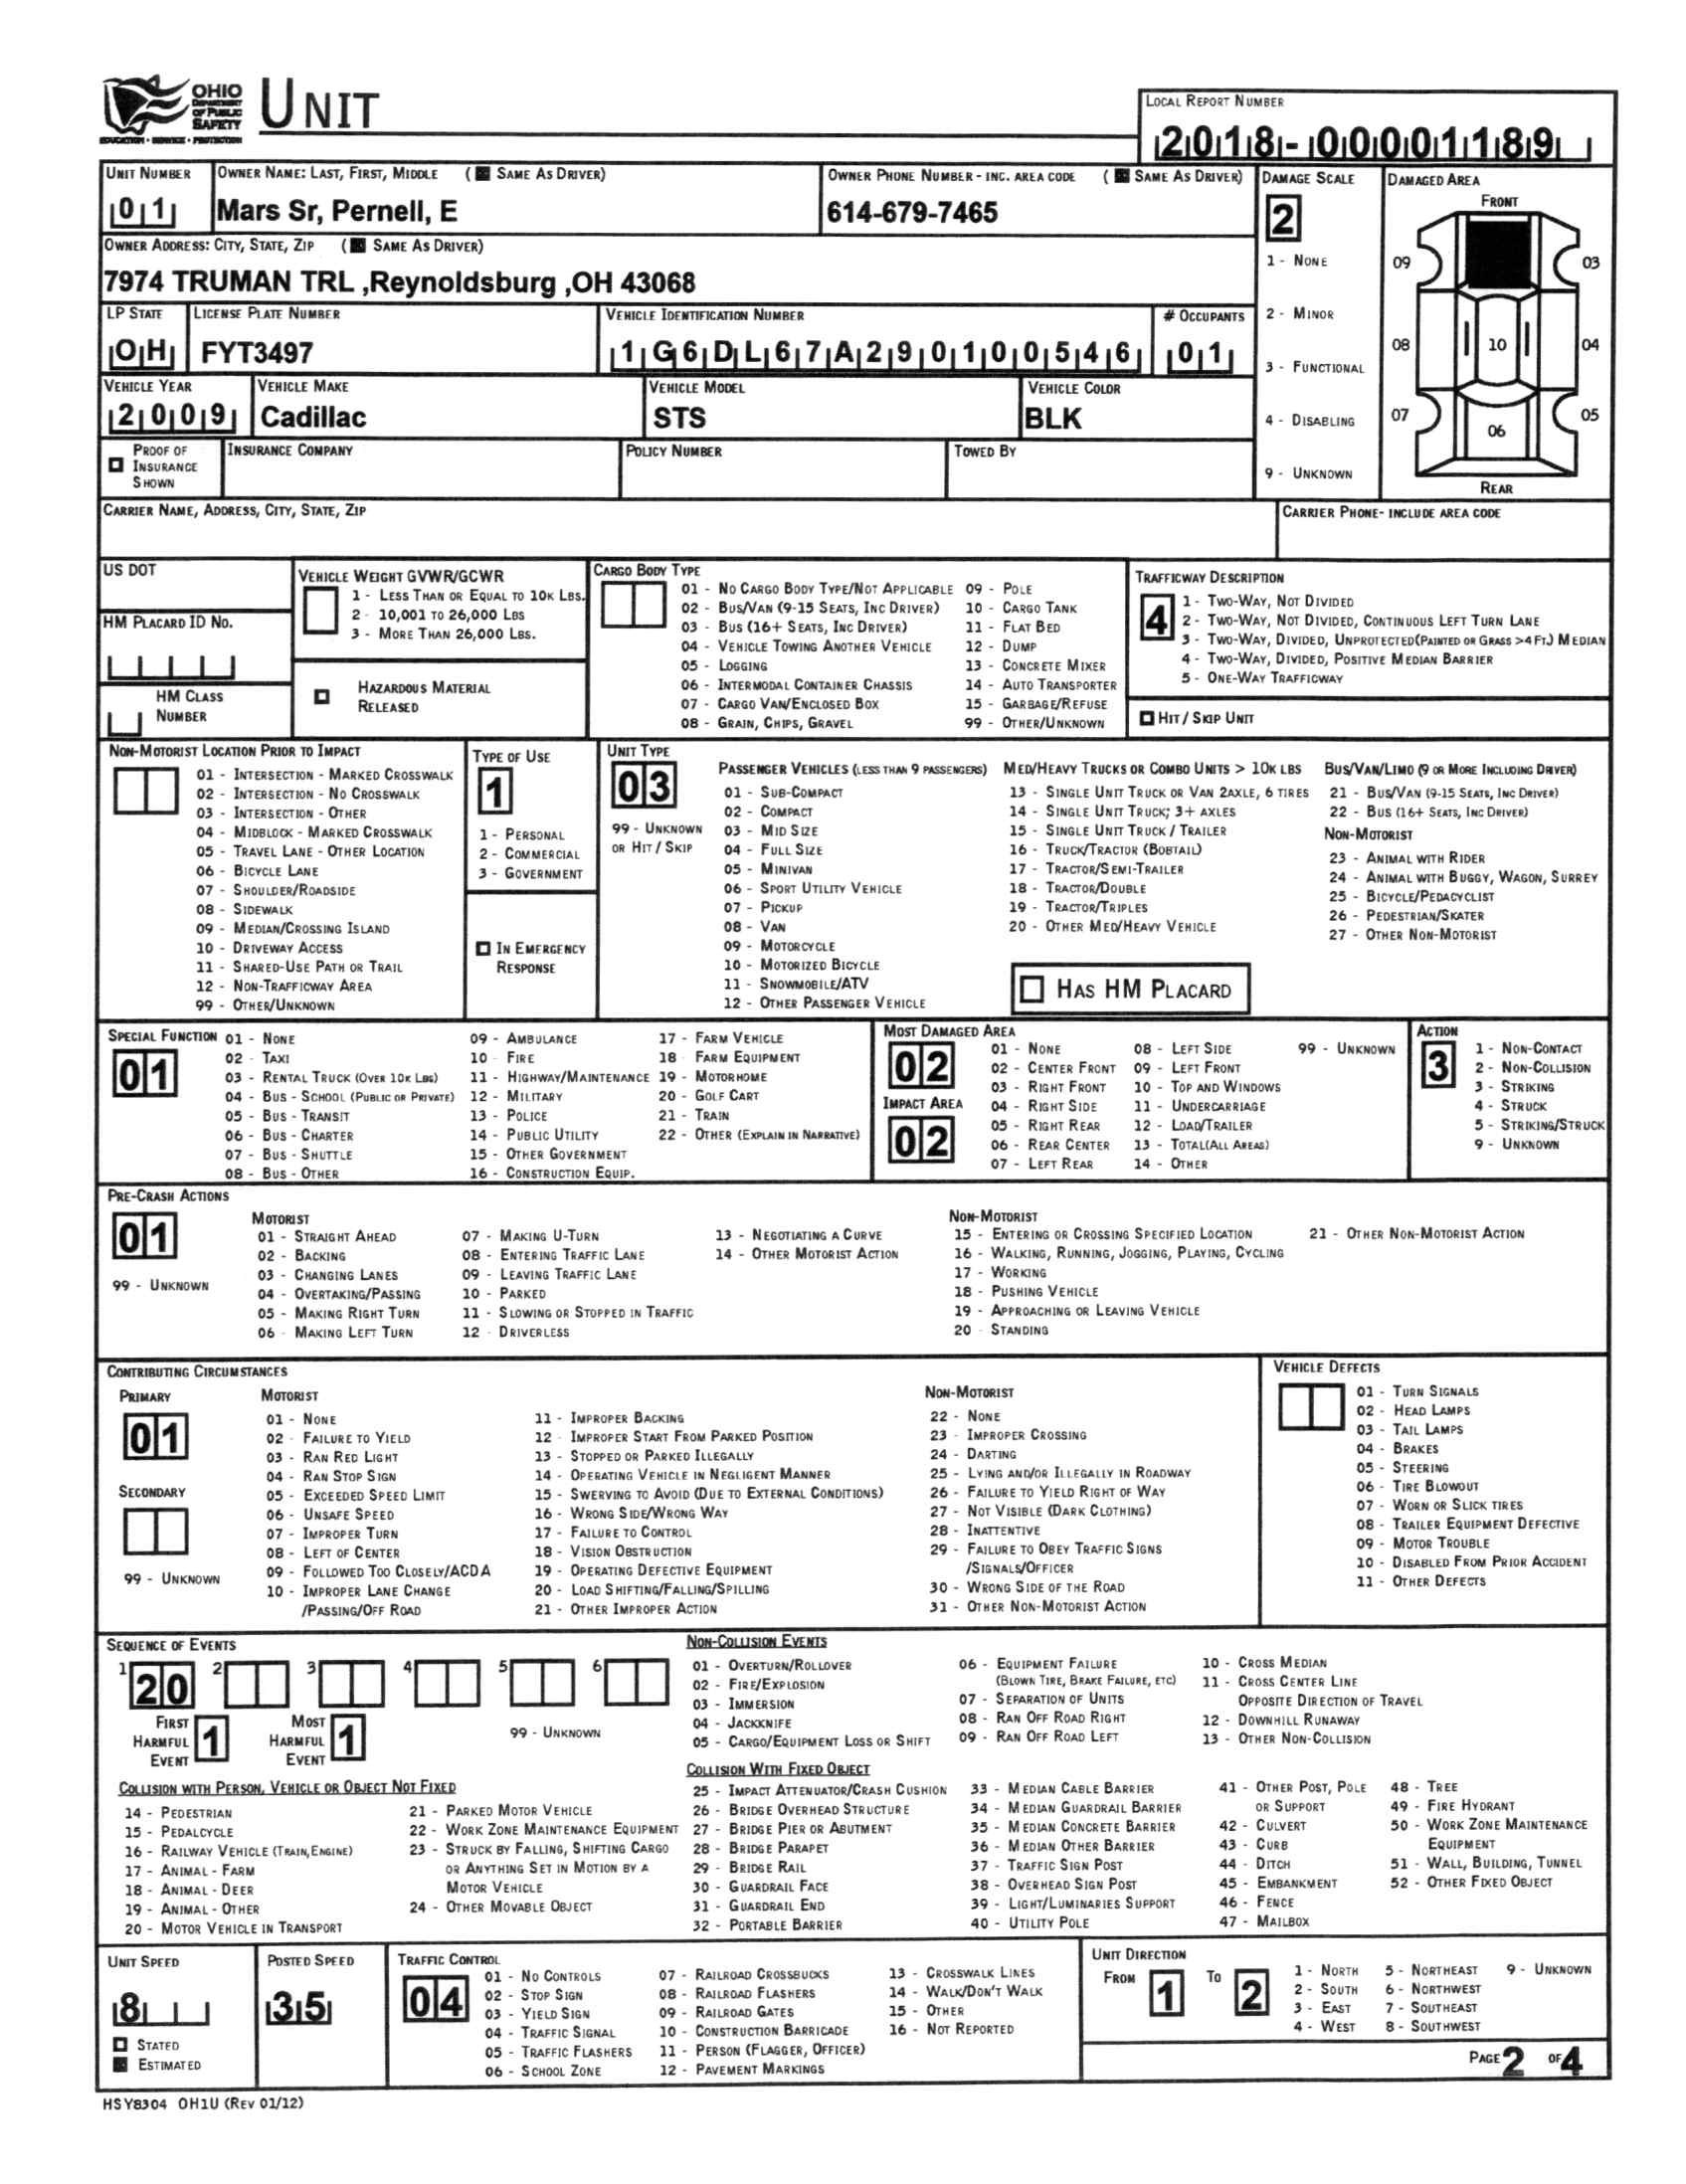 OHIO
DEPARTMENT
OF PUBLIC
SAFETY
EDUCATION · SERVICE · PROTECTION
UNIT
LOCAL REPORT NUMBER
2018-00001189
UNIT NUMBER
01
OWNER NAME: LAST, FIRST, MIDDLE ( SAME AS DRIVER)
Mars Sr, Pernell, E
OWNER PHONE NUMBER - INC. AREA CODE ( SAME AS DRIVER)
614-679-7465
OWNER ADDRESS: CITY, STATE, ZIP ( SAME AS DRIVER)
7974 TRUMAN TRL ,Reynoldsburg ,OH 43068
LP STATE
OH
LICENSE PLATE NUMBER
FYT3497
VEHICLE IDENTIFICATION NUMBER
1G6DL67A290100546
# OCCUPANTS
01
VEHICLE YEAR
2009
VEHICLE MAKE
Cadillac
VEHICLE MODEL
STS
VEHICLE COLOR
BLK
PROOF OF
INSURANCE
SHOWN
INSURANCE COMPANY
POLICY NUMBER
TOWED BY
DAMAGE SCALE
2
1 - NONE
2 - MINOR
3 - FUNCTIONAL
4 - DISABLING
9 - UNKNOWN
DAMAGED AREA
FRONT
09
03
08
10
04
07
06
05
REAR
CARRIER NAME, ADDRESS, CITY, STATE, ZIP
CARRIER PHONE- INCLUDE AREA CODE
US DOT
HM PLACARD ID NO.
HM CLASS
NUMBER
VEHICLE WEIGHT GVWR/GCWR
1 - LESS THAN OR EQUAL TO 10K LBS.
2 - 10,001 TO 26,000 LBS
3 - MORE THAN 26,000 LBS.
HAZARDOUS MATERIAL
RELEASED
CARGO BODY TYPE
01 - NO CARGO BODY TYPE/NOT APPLICABLE
02 - BUS/VAN (9-15 SEATS, INC DRIVER)
03 - BUS (16+ SEATS, INC DRIVER)
04 - VEHICLE TOWING ANOTHER VEHICLE
05 - LOGGING
06 - INTERMODAL CONTAINER CHASSIS
07 - CARGO VAN/ENCLOSED BOX
08 - GRAIN, CHIPS, GRAVEL
09 - POLE
10 - CARGO TANK
11 - FLAT BED
12 - DUMP
13 - CONCRETE MIXER
14 - AUTO TRANSPORTER
15 - GARBAGE/REFUSE
99 - OTHER/UNKNOWN
TRAFFICWAY DESCRIPTION
4
1 - TWO-WAY, NOT DIVIDED
2 - TWO-WAY, NOT DIVIDED, CONTINUOUS LEFT TURN LANE
3 - TWO-WAY, DIVIDED, UNPROTECTED(PAINTED OR GRASS >4 FT.) MEDIAN
4 - TWO-WAY, DIVIDED, POSITIVE MEDIAN BARRIER
5 - ONE-WAY TRAFFICWAY
HIT / SKIP UNIT
NON-MOTORIST LOCATION PRIOR TO IMPACT
01 - INTERSECTION - MARKED CROSSWALK
02 - INTERSECTION - NO CROSSWALK
03 - INTERSECTION - OTHER
04 - MIDBLOCK - MARKED CROSSWALK
05 - TRAVEL LANE - OTHER LOCATION
06 - BICYCLE LANE
07 - SHOULDER/ROADSIDE
08 - SIDEWALK
09 - MEDIAN/CROSSING ISLAND
10 - DRIVEWAY ACCESS
11 - SHARED-USE PATH OR TRAIL
12 - NON-TRAFFICWAY AREA
99 - OTHER/UNKNOWN
TYPE OF USE
1
1 - PERSONAL
2 - COMMERCIAL
3 - GOVERNMENT
IN EMERGENCY
RESPONSE
UNIT TYPE
03
99 - UNKNOWN
OR HIT / SKIP
PASSENGER VEHICLES (LESS THAN 9 PASSENGERS)
01 - SUB-COMPACT
02 - COMPACT
03 - MID SIZE
04 - FULL SIZE
05 - MINIVAN
06 - SPORT UTILITY VEHICLE
07 - PICKUP
08 - VAN
09 - MOTORCYCLE
10 - MOTORIZED BICYCLE
11 - SNOWMOBILE/ATV
12 - OTHER PASSENGER VEHICLE
MED/HEAVY TRUCKS OR COMBO UNITS > 10K LBS
13 - SINGLE UNIT TRUCK OR VAN 2AXLE, 6 TIRES
14 - SINGLE UNIT TRUCK; 3+ AXLES
15 - SINGLE UNIT TRUCK / TRAILER
16 - TRUCK/TRACTOR (BOBTAIL)
17 - TRACTOR/SEMI-TRAILER
18 - TRACTOR/DOUBLE
19 - TRACTOR/TRIPLES
20 - OTHER MED/HEAVY VEHICLE
HAS HM PLACARD
BUS/VAN/LIMO (9 OR MORE INCLUDING DRIVER)
21 - BUS/VAN (9-15 SEATS, INC DRIVER)
22 - BUS (16+ SEATS, INC DRIVER)
NON-MOTORIST
23 - ANIMAL WITH RIDER
24 - ANIMAL WITH BUGGY, WAGON, SURREY
25 - BICYCLE/PEDACYCLIST
26 - PEDESTRIAN/SKATER
27 - OTHER NON-MOTORIST
SPECIAL FUNCTION
01
01 - NONE
02 - TAXI
03 - RENTAL TRUCK (OVER 10K LBS)
04 - BUS - SCHOOL (PUBLIC OR PRIVATE)
05 - BUS - TRANSIT
06 - BUS - CHARTER
07 - BUS - SHUTTLE
08 - BUS - OTHER
09 - AMBULANCE
10 - FIRE
11 - HIGHWAY/MAINTENANCE
12 - MILITARY
13 - POLICE
14 - PUBLIC UTILITY
15 - OTHER GOVERNMENT
16 - CONSTRUCTION EQUIP.
17 - FARM VEHICLE
18 FARM EQUIPMENT
19 - MOTORHOME
20 - GOLF CART
21 - TRAIN
22 - OTHER (EXPLAIN IN NARRATIVE)
MOST DAMAGED AREA
02
IMPACT AREA
02
01 - NONE
02 - CENTER FRONT
03 - RIGHT FRONT
04 - RIGHT SIDE
05 - RIGHT REAR
06 - REAR CENTER
07 - LEFT REAR
08 - LEFT SIDE
09 - LEFT FRONT
10 - TOP AND WINDOWS
11 - UNDERCARRIAGE
12 - LOAD/TRAILER
13 - TOTAL(ALL AREAS)
14 - OTHER
99 - UNKNOWN
ACTION
3
1 - NON-CONTACT
2 - NON-COLLISION
3 - STRIKING
4 - STRUCK
5 - STRIKING/STRUCK
9 - UNKNOWN
PRE-CRASH ACTIONS
01
99 - UNKNOWN
MOTORIST
01 - STRAIGHT AHEAD
02 - BACKING
03 - CHANGING LANES
04 - OVERTAKING/PASSING
05 - MAKING RIGHT TURN
06 - MAKING LEFT TURN
07 - MAKING U-TURN
08 - ENTERING TRAFFIC LANE
09 - LEAVING TRAFFIC LANE
10 - PARKED
11 - SLOWING OR STOPPED IN TRAFFIC
12 - DRIVERLESS
13 - NEGOTIATING A CURVE
14 - OTHER MOTORIST ACTION
NON-MOTORIST
15 - ENTERING OR CROSSING SPECIFIED LOCATION
16 - WALKING, RUNNING, JOGGING, PLAYING, CYCLING
17 - WORKING
18 - PUSHING VEHICLE
19 - APPROACHING OR LEAVING VEHICLE
20 - STANDING
21 - OTHER NON-MOTORIST ACTION
CONTRIBUTING CIRCUMSTANCES
PRIMARY
01
SECONDARY
99 - UNKNOWN
MOTORIST
01 - NONE
02 - FAILURE TO YIELD
03 - RAN RED LIGHT
04 - RAN STOP SIGN
05 - EXCEEDED SPEED LIMIT
06 - UNSAFE SPEED
07 - IMPROPER TURN
08 - LEFT OF CENTER
09 - FOLLOWED TOO CLOSELY/ACDA
10 - IMPROPER LANE CHANGE
/PASSING/OFF ROAD
11 - IMPROPER BACKING
12 - IMPROPER START FROM PARKED POSITION
13 - STOPPED OR PARKED ILLEGALLY
14 - OPERATING VEHICLE IN NEGLIGENT MANNER
15 - SWERVING TO AVOID (DUE TO EXTERNAL CONDITIONS)
16 - WRONG SIDE/WRONG WAY
17 - FAILURE TO CONTROL
18 - VISION OBSTRUCTION
19 - OPERATING DEFECTIVE EQUIPMENT
20 - LOAD SHIFTING/FALLING/SPILLING
21 - OTHER IMPROPER ACTION
NON-MOTORIST
22 - NONE
23 - IMPROPER CROSSING
24 - DARTING
25 - LYING AND/OR ILLEGALLY IN ROADWAY
26 - FAILURE TO YIELD RIGHT OF WAY
27 - NOT VISIBLE (DARK CLOTHING)
28 - INATTENTIVE
29 - FAILURE TO OBEY TRAFFIC SIGNS
/SIGNALS/OFFICER
30 - WRONG SIDE OF THE ROAD
31 - OTHER NON-MOTORIST ACTION
VEHICLE DEFECTS
01 - TURN SIGNALS
02 - HEAD LAMPS
03 - TAIL LAMPS
04 - BRAKES
05 - STEERING
06 - TIRE BLOWOUT
07 - WORN OR SLICK TIRES
08 - TRAILER EQUIPMENT DEFECTIVE
09 - MOTOR TROUBLE
10 - DISABLED FROM PRIOR ACCIDENT
11 - OTHER DEFECTS
SEQUENCE OF EVENTS
1 20 2 3 4 5 6
FIRST
HARMFUL
EVENT
1
MOST
HARMFUL
EVENT
1
99 - UNKNOWN
NON-COLLISION EVENTS
01 - OVERTURN/ROLLOVER
02 - FIRE/EXPLOSION
03 - IMMERSION
04 - JACKKNIFE
05 - CARGO/EQUIPMENT LOSS OR SHIFT
06 - EQUIPMENT FAILURE
(BLOWN TIRE, BRAKE FAILURE, ETC)
07 - SEPARATION OF UNITS
08 - RAN OFF ROAD RIGHT
09 - RAN OFF ROAD LEFT
10 - CROSS MEDIAN
11 - CROSS CENTER LINE
OPPOSITE DIRECTION OF TRAVEL
12 - DOWNHILL RUNAWAY
13 - OTHER NON-COLLISION
COLLISION WITH PERSON, VEHICLE OR OBJECT NOT FIXED
14 - PEDESTRIAN
15 - PEDALCYCLE
16 - RAILWAY VEHICLE (TRAIN,ENGINE)
17 - ANIMAL - FARM
18 - ANIMAL - DEER
19 - ANIMAL - OTHER
20 - MOTOR VEHICLE IN TRANSPORT
21 - PARKED MOTOR VEHICLE
22 - WORK ZONE MAINTENANCE EQUIPMENT
23 - STRUCK BY FALLING, SHIFTING CARGO
OR ANYTHING SET IN MOTION BY A
MOTOR VEHICLE
24 - OTHER MOVABLE OBJECT
COLLISION WITH FIXED OBJECT
25 - IMPACT ATTENUATOR/CRASH CUSHION
26 - BRIDGE OVERHEAD STRUCTURE
27 - BRIDGE PIER OR ABUTMENT
28 - BRIDGE PARAPET
29 - BRIDGE RAIL
30 - GUARDRAIL FACE
31 - GUARDRAIL END
32 - PORTABLE BARRIER
33 - MEDIAN CABLE BARRIER
34 - MEDIAN GUARDRAIL BARRIER
35 - MEDIAN CONCRETE BARRIER
36 - MEDIAN OTHER BARRIER
37 - TRAFFIC SIGN POST
38 - OVERHEAD SIGN POST
39 - LIGHT/LUMINARIES SUPPORT
40 - UTILITY POLE
41 - OTHER POST, POLE
OR SUPPORT
42 - CULVERT
43 - CURB
44 - DITCH
45 - EMBANKMENT
46 - FENCE
47 - MAILBOX
48 - TREE
49 - FIRE HYDRANT
50 - WORK ZONE MAINTENANCE
EQUIPMENT
51 - WALL, BUILDING, TUNNEL
52 - OTHER FIXED OBJECT
UNIT SPEED
8
STATED
ESTIMATED
POSTED SPEED
35
TRAFFIC CONTROL
04
01 - NO CONTROLS
02 - STOP SIGN
03 - YIELD SIGN
04 - TRAFFIC SIGNAL
05 - TRAFFIC FLASHERS
06 - SCHOOL ZONE
07 - RAILROAD CROSSBUCKS
08 - RAILROAD FLASHERS
09 - RAILROAD GATES
10 - CONSTRUCTION BARRICADE
11 - PERSON (FLAGGER, OFFICER)
12 - PAVEMENT MARKINGS
13 - CROSSWALK LINES
14 - WALK/DON'T WALK
15 - OTHER
16 - NOT REPORTED
UNIT DIRECTION
FROM 1 TO 2
1 - NORTH
2 - SOUTH
3 - EAST
4 - WEST
5 - NORTHEAST
6 - NORTHWEST
7 - SOUTHEAST
8 - SOUTHWEST
9 - UNKNOWN
PAGE 2 OF 4
HSY8304 OH1U (REV 01/12)